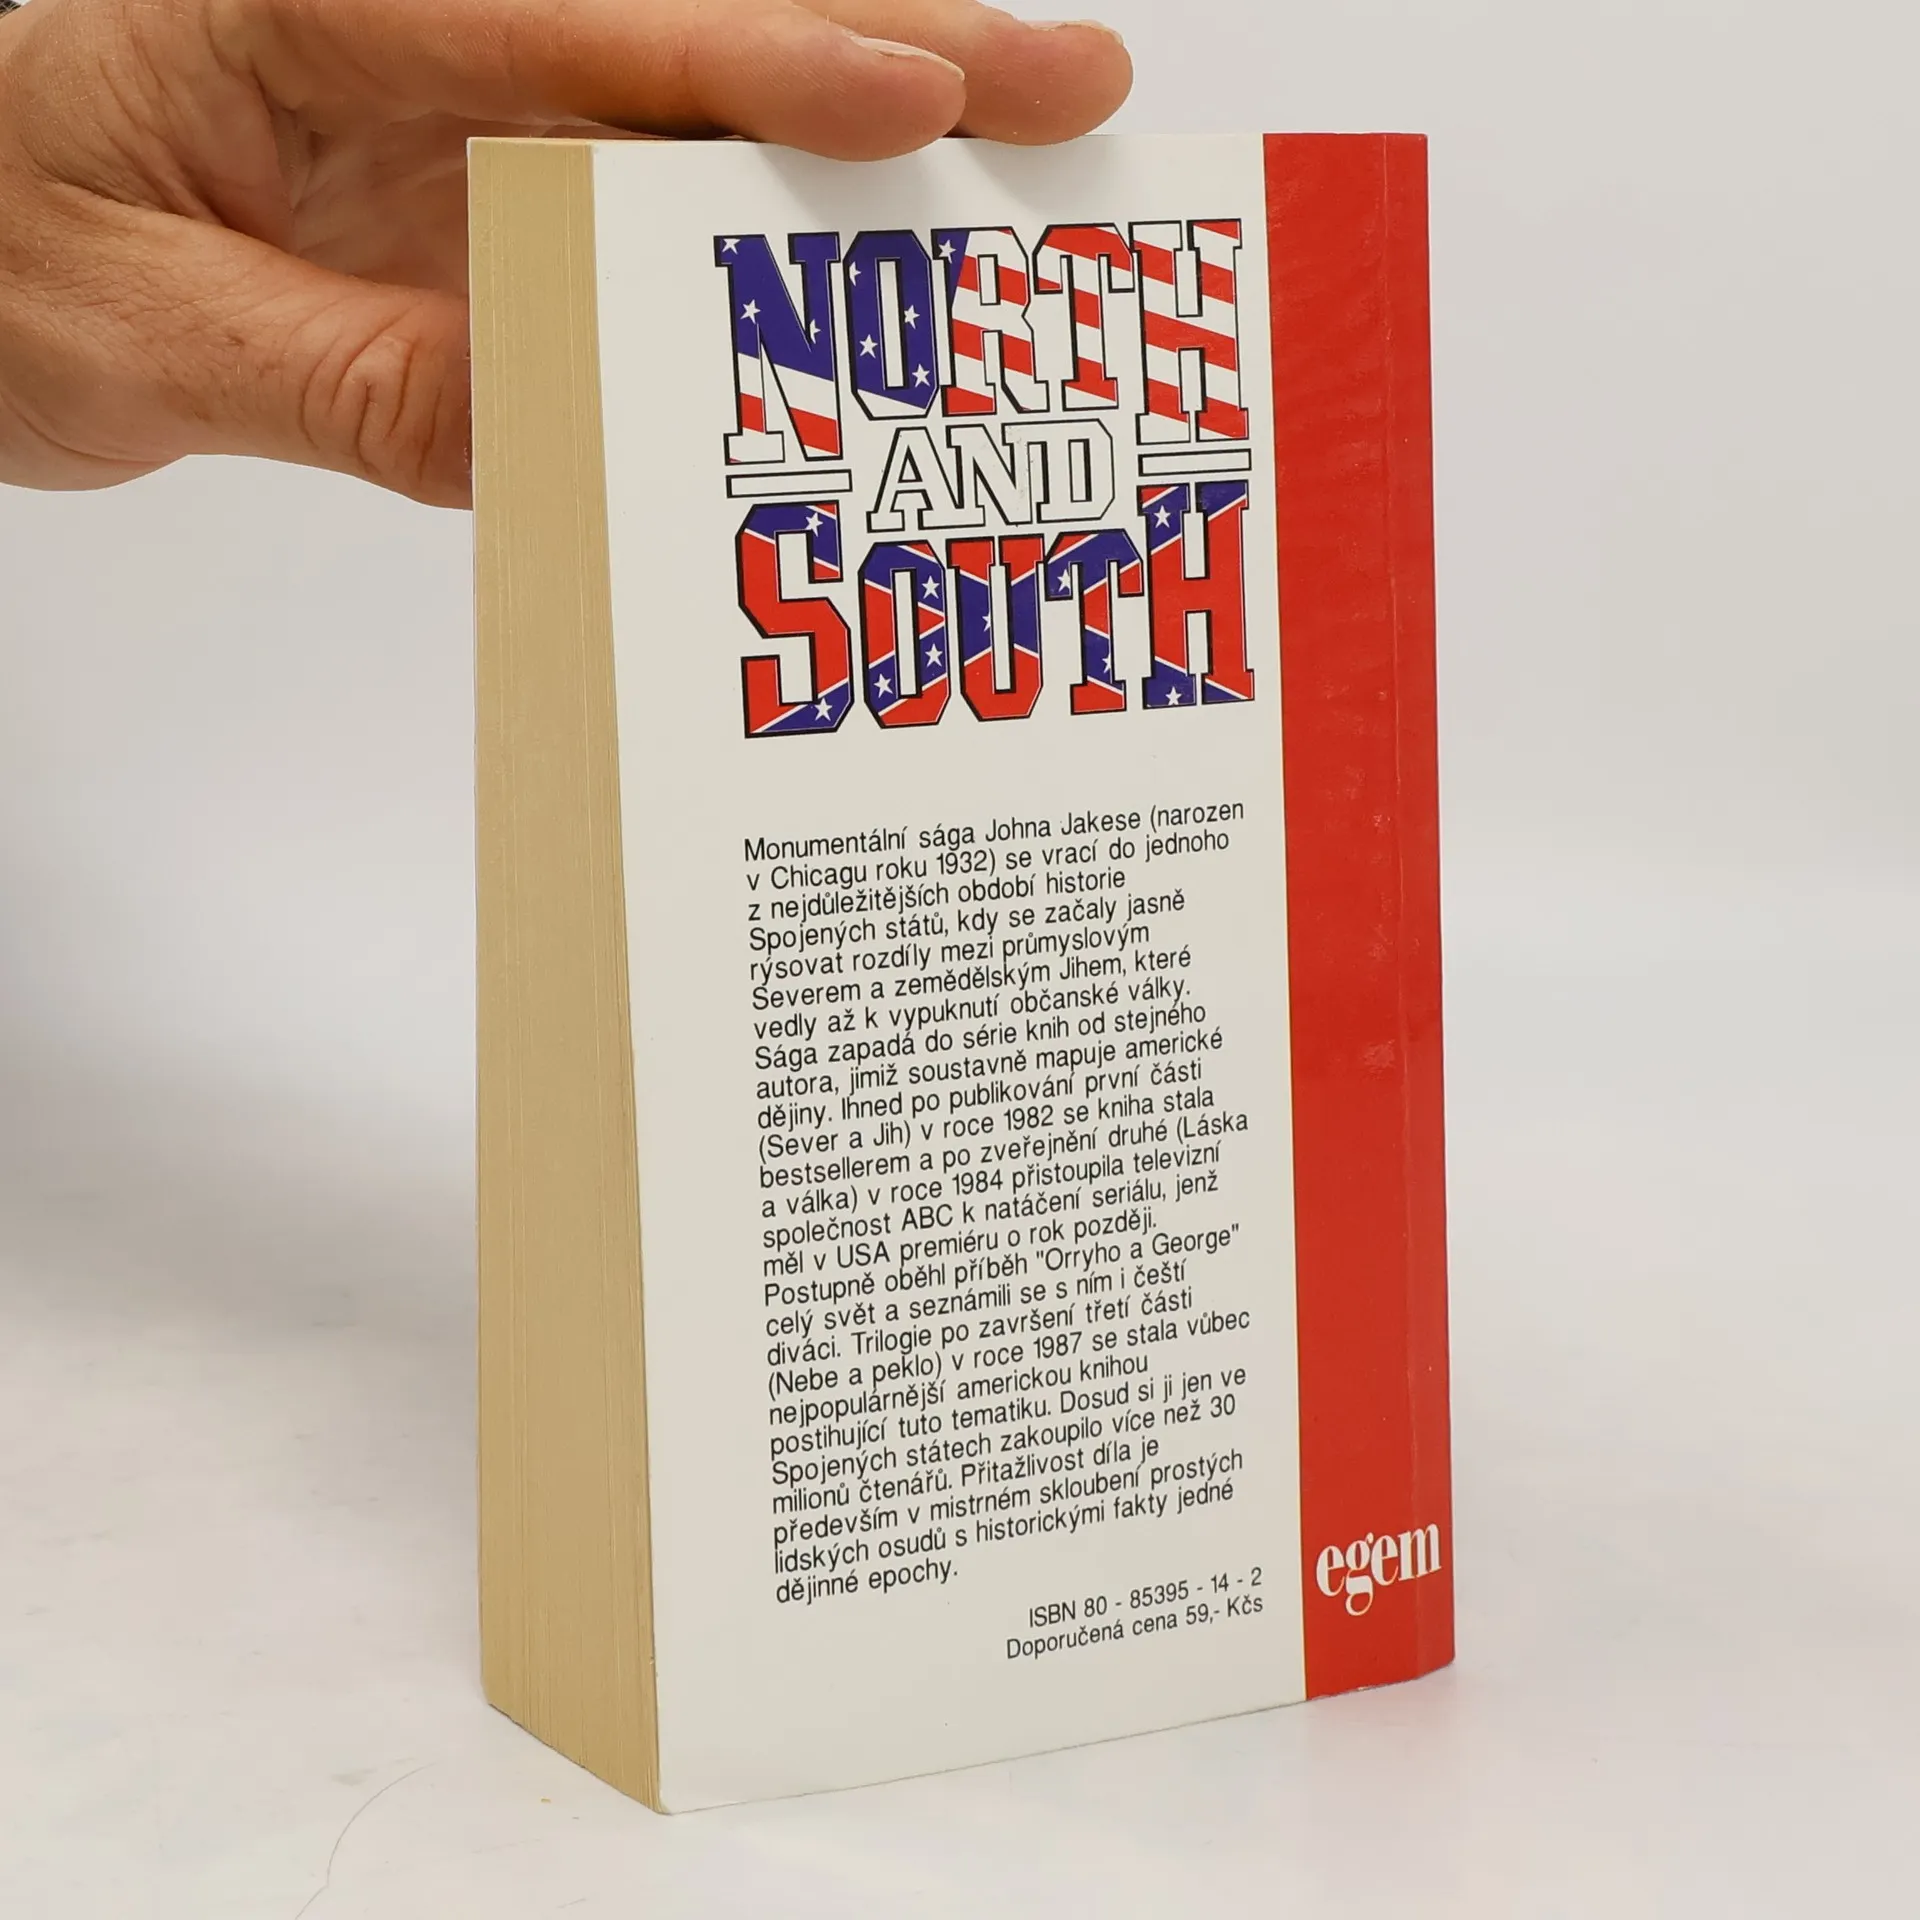 NORTH
AND
SOUTH
Monumentální sága Johna Jakese (narozen
v Chicagu roku 1932) se vrací do jednoho
z nejdůležitějších období historie
Spojených států, kdy se začaly jasně
rýsovat rozdíly mezi průmyslovým
Severem a zemědělským Jihem, které
vedly až k vypuknutí občanské války.
Sága zapadá do série knih od stejného
autora, jimiž soustavně mapuje americké
dějiny. Ihned po publikování první části
(Sever a Jih) v roce 1982 se kniha stala
bestsellerem a po zveřejnění druhé (Láska
a válka) v roce 1984 přistoupila televizní
společnost ABC k natáčení seriálu, jenž
měl v USA premiéru o rok později.
Postupně oběhl příběh "Orryho a George"
celý svět a seznámili se s ním i čeští
diváci. Trilogie po završení třetí části
(Nebe a peklo) v roce 1987 se stala vůbec
nejpopulárnější americkou knihou
postihující tuto tematiku. Dosud si ji jen ve
Spojených státech zakoupilo více než 30
milionů čtenářů. Přitažlivost díla je
především v mistrném skloubení prostých
lidských osudů s historickými fakty jedné
dějinné epochy.
ISBN 80 - 85395 - 14 - 2
Doporučená cena 59,- Kčs
egem